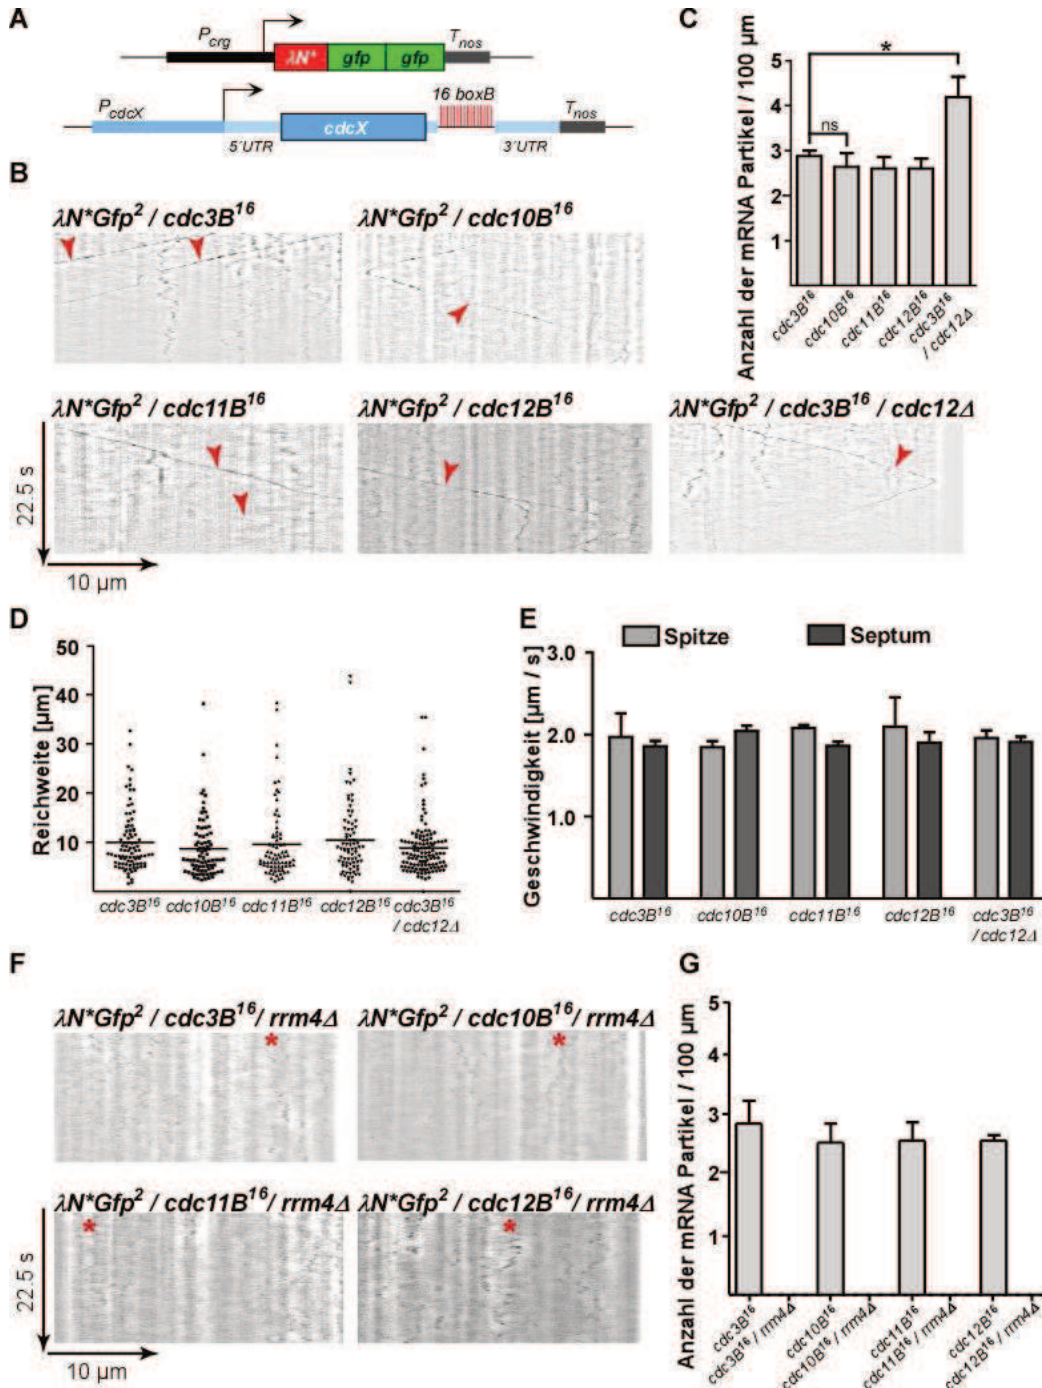 A
P_crg
λN*
gfp
gfp
T_nos
P_cdcX
5´UTR
cdcX
16 boxB
3´UTR
T_nos
B
λN*Gfp² / cdc3B¹⁶
λN*Gfp² / cdc10B¹⁶
λN*Gfp² / cdc11B¹⁶
λN*Gfp² / cdc12B¹⁶
λN*Gfp² / cdc3B¹⁶ / cdc12Δ
22.5 s
10 µm
C
Anzahl der mRNA Partikel / 100 µm
5
4
3
2
1
ns
*
cdc3B¹⁶
cdc10B¹⁶
cdc11B¹⁶
cdc12B¹⁶
cdc3B¹⁶
/ cdc12Δ
D
Reichweite [µm]
50
40
30
20
10
cdc3B¹⁶
cdc10B¹⁶
cdc11B¹⁶
cdc12B¹⁶
cdc3B¹⁶
/ cdc12Δ
E
Spitze
Septum
Geschwindigkeit [µm / s]
3.0
2.0
1.0
cdc3B¹⁶
cdc10B¹⁶
cdc11B¹⁶
cdc12B¹⁶
cdc3B¹⁶
/ cdc12Δ
F
λN*Gfp² / cdc3B¹⁶/ rrm4Δ
*
λN*Gfp² / cdc10B¹⁶/ rrm4Δ
*
λN*Gfp² / cdc11B¹⁶/ rrm4Δ
*
λN*Gfp² / cdc12B¹⁶/ rrm4Δ
*
22.5 s
10 µm
G
Anzahl der mRNA Partikel / 100 µm
5
4
3
2
1
cdc3B¹⁶
cdc3B¹⁶ / rrm4Δ
cdc10B¹⁶
cdc10B¹⁶ / rrm4Δ
cdc11B¹⁶
cdc11B¹⁶ / rrm4Δ
cdc12B¹⁶
cdc12B¹⁶ / rrm4Δ